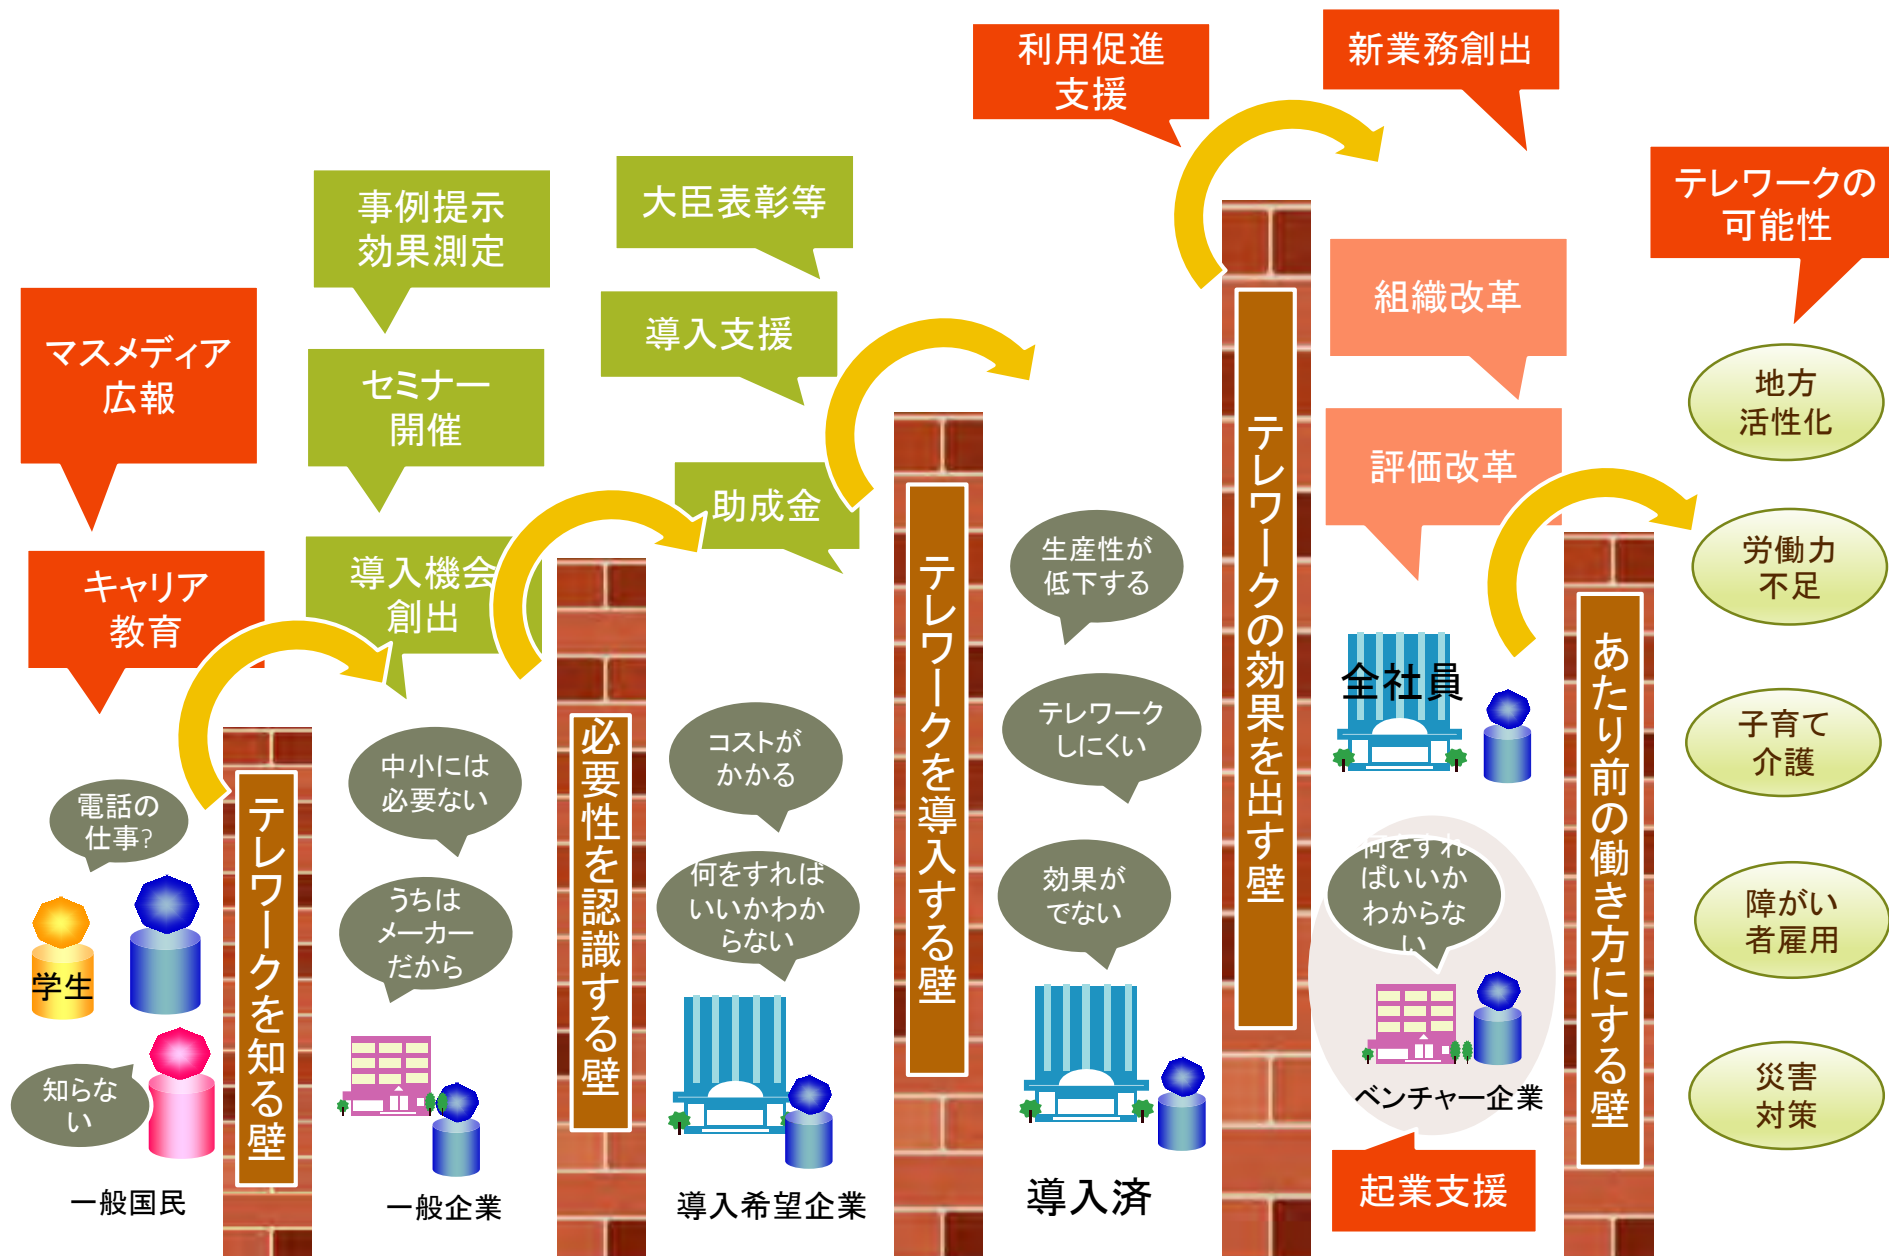 マスメディア
広報
キャリア
教育
電話の
仕事?
学生
知らな
い
一般国民
テレワークを知る壁
事例提示
効果測定
セミナー
開催
導入機会
創出
中小には
必要ない
うちは
メーカー
だから
一般企業
必要性を認識する壁
大臣表彰等
導入支援
助成金
コストが
かかる
何をすれば
いいかわか
らない
導入希望企業
テレワークを導入する壁
利用促進
支援
生産性が
低下する
テレワーク
しにくい
効果が
でない
導入済
テレワークの効果を出す壁
新業務創出
組織改革
評価改革
全社員
何をすれ
ばいいか
わからな
い
ベンチャー企業
起業支援
あたり前の働き方にする壁
テレワークの
可能性
地方
活性化
労働力
不足
子育て
介護
障がい
者雇用
災害
対策